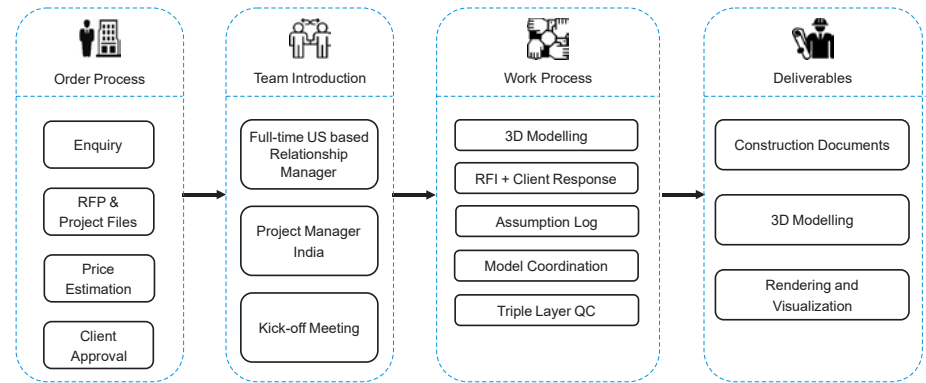 Order Process
Enquiry
RFP &
Project Files
Price
Estimation
Client
Approval
Team Introduction
Full-time US based
Relationship
Manager
Project Manager
India
Kick-off Meeting
Work Process
3D Modelling
RFI + Client Response
Assumption Log
Model Coordination
Triple Layer QC
Deliverables
Construction Documents
3D Modelling
Rendering and
Visualization